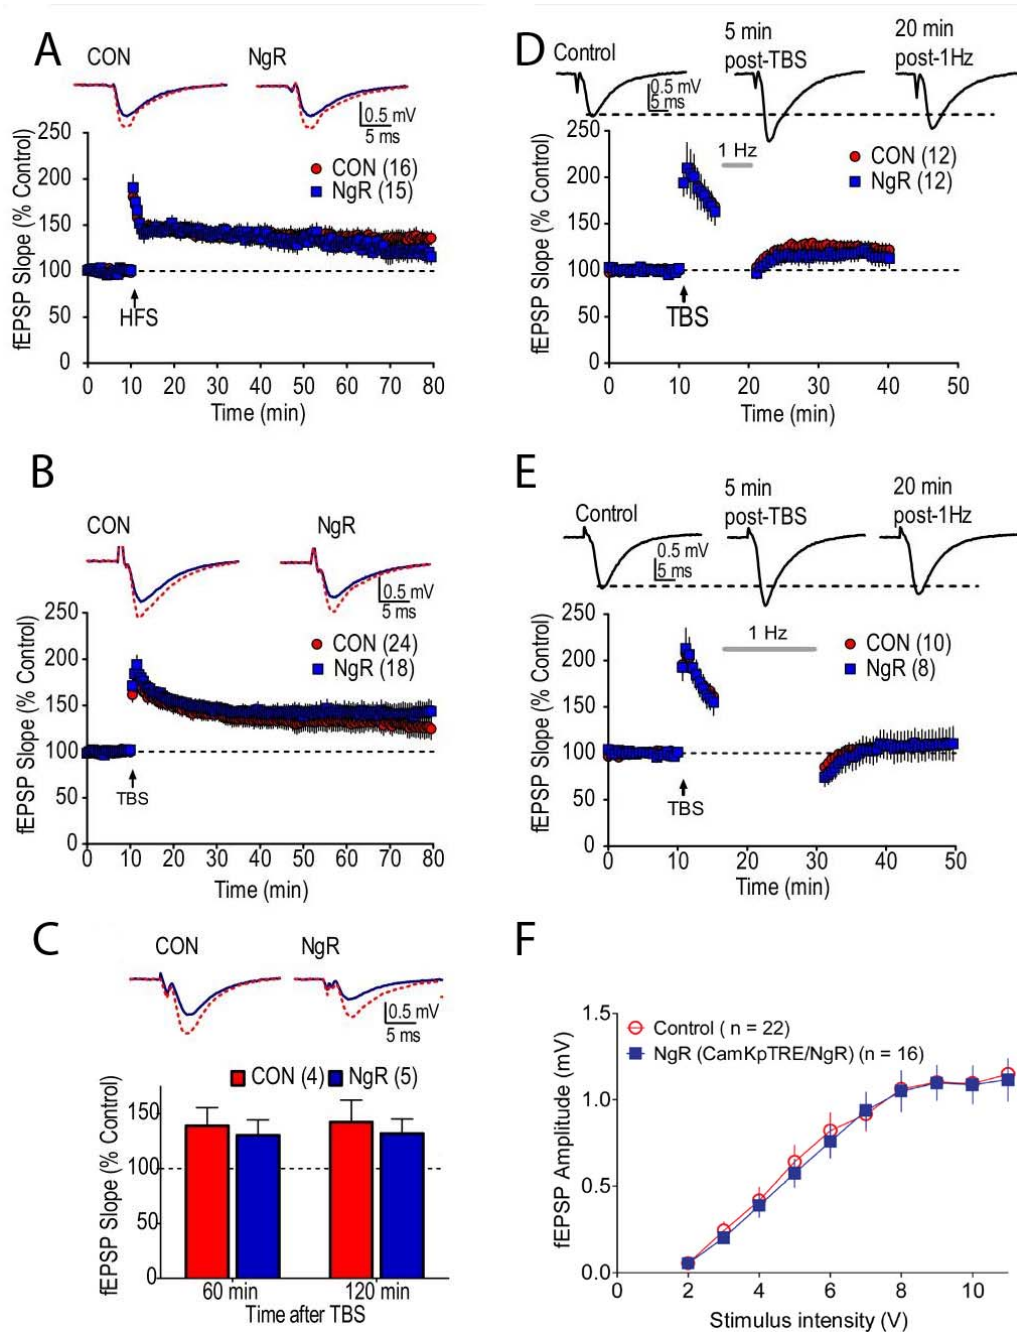 A
CON
NgR
0.5 mV
5 ms
fEPSP Slope (% Control)
250
200
150
100
50
0
CON (16)
NgR (15)
HFS
0 10 20 30 40 50 60 70 80
Time (min)
D
Control
5 min
post-TBS
20 min
post-1Hz
0.5 mV
5 ms
fEPSP Slope (% Control)
250
200
150
100
50
0
1 Hz
CON (12)
NgR (12)
TBS
0 10 20 30 40 50
Time (min)
B
CON
NgR
0.5 mV
5 ms
fEPSP Slope (% Control)
250
200
150
100
50
0
CON (24)
NgR (18)
TBS
0 10 20 30 40 50 60 70 80
Time (min)
E
Control
5 min
post-TBS
20 min
post-1Hz
0.5 mV
5 ms
fEPSP Slope (% Control)
250
200
150
100
50
0
1 Hz
CON (10)
NgR (8)
TBS
0 10 20 30 40 50
Time (min)
C
CON
NgR
0.5 mV
5 ms
fEPSP Slope (% Control)
150
100
50
0
CON (4) NgR (5)
60 min 120 min
Time after TBS
F
fEPSP Amplitude (mV)
1.5
1.0
0.5
0.0
Control ( n = 22)
NgR (CamKpTRE/NgR) (n = 16)
0 2 4 6 8 10
Stimulus intensity (V)